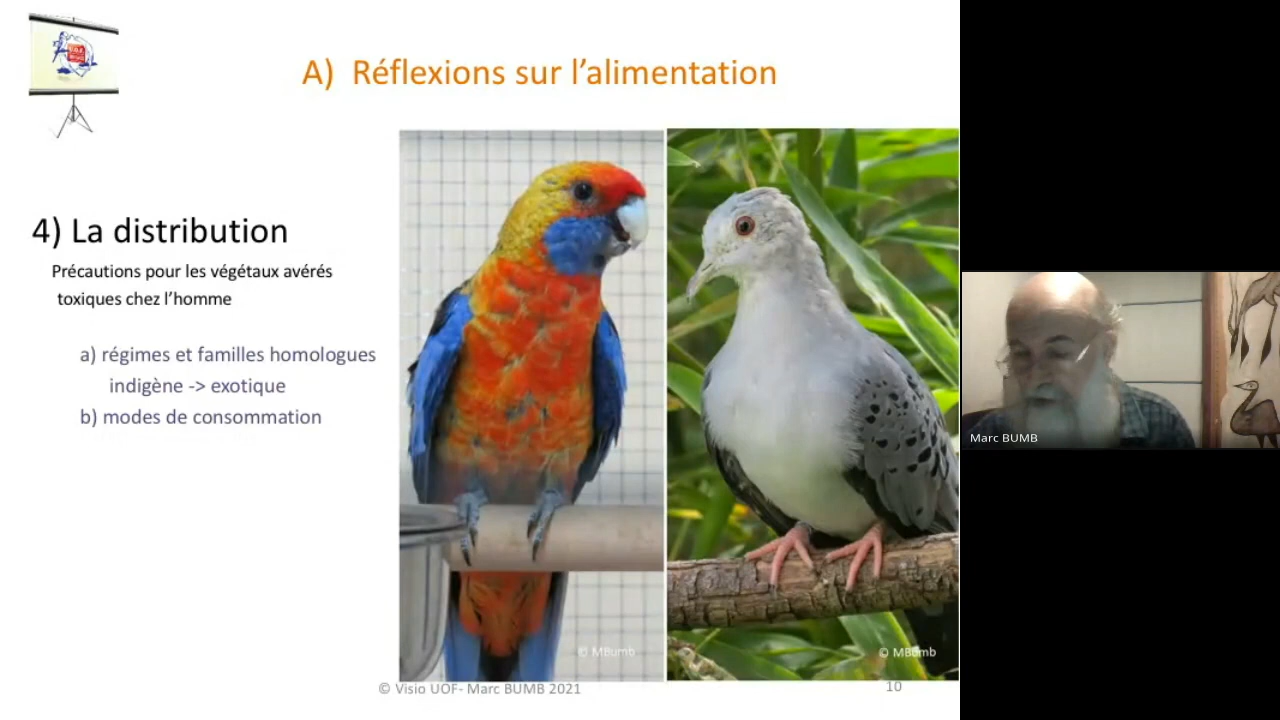 A) Réflexions sur l’alimentation
4) La distribution
Précautions pour les végétaux avérés
toxiques chez l’homme
a) régimes et familles homologues
indigène -> exotique
b) modes de consommation
© MBumb
© MBumb
© Visio UOF- Marc BUMB 2021
10
Marc BUMB